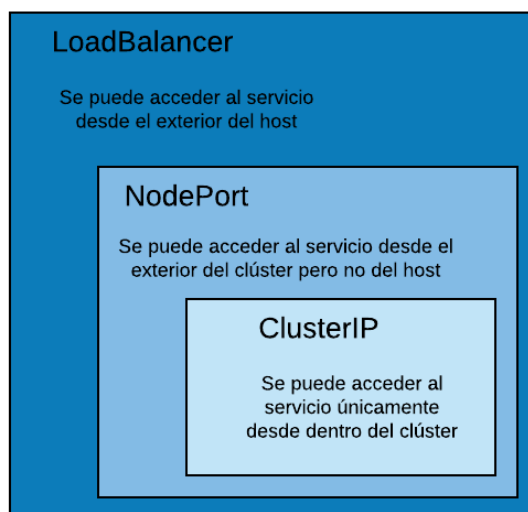 LoadBalancer
Se puede acceder al servicio
desde el exterior del host
NodePort
Se puede acceder al servicio desde el
exterior del clúster pero no del host
ClusterIP
Se puede acceder al
servicio únicamente
desde dentro del clúster